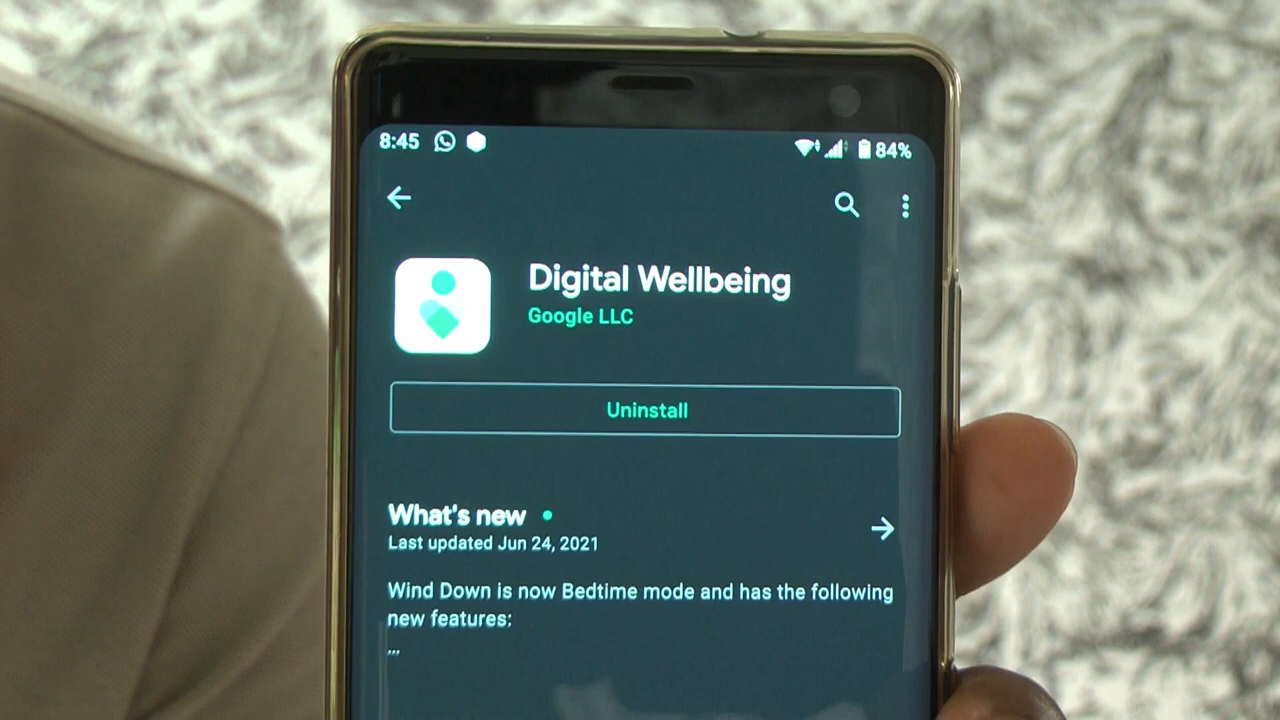 8:45 84%
Digital Wellbeing
Google LLC
Uninstall
What's new
Last updated Jun 24, 2021
Wind Down is now Bedtime mode and has the following
new features:
...